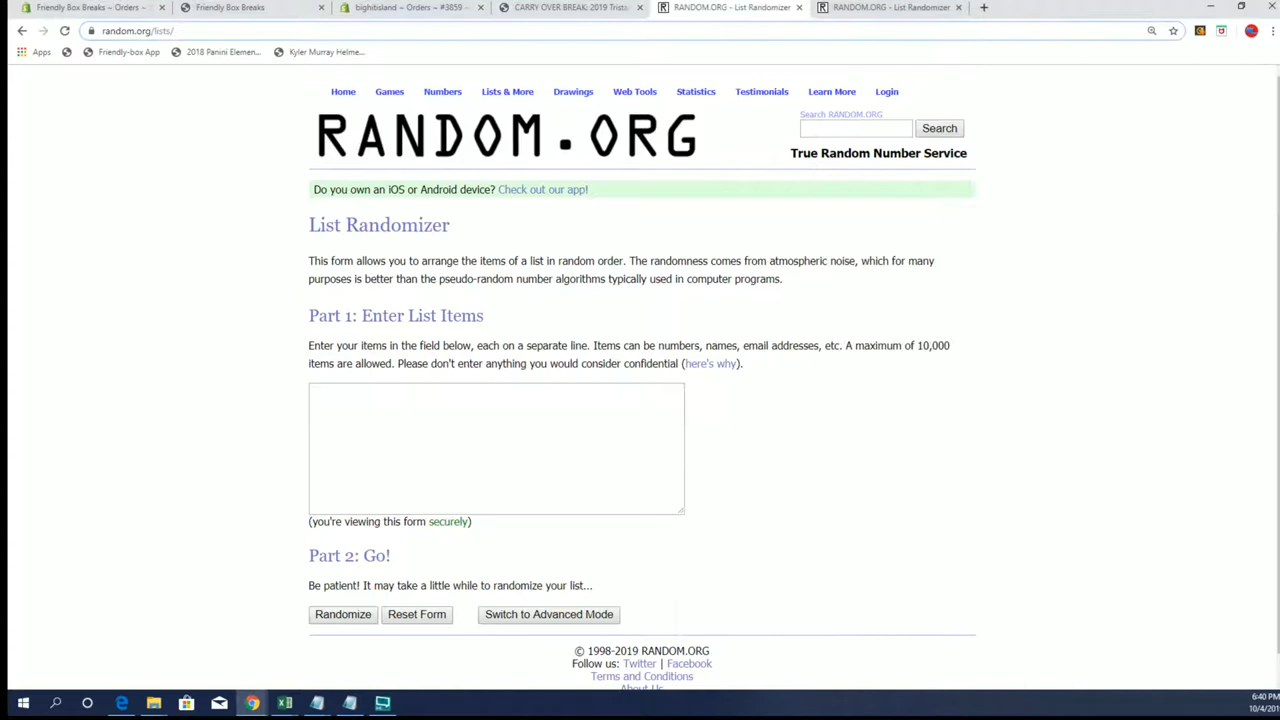 Friendly Box Breaks ~ Orders ~
Friendly Box Breaks
bighitisland ~ Orders ~ #3859
CARRY OVER BREAK: 2019 Trista
RANDOM.ORG - List Randomizer
RANDOM.ORG - List Randomizer
random.org/lists/
Apps
Friendly-box App
2018 Panini Elemen...
Kyler Murray Helme...
Home Games Numbers Lists & More Drawings Web Tools Statistics Testimonials Learn More Login
RANDOM.ORG
Search RANDOM.ORG
Search
True Random Number Service
Do you own an iOS or Android device? Check out our app!
List Randomizer
This form allows you to arrange the items of a list in random order. The randomness comes from atmospheric noise, which for many
purposes is better than the pseudo-random number algorithms typically used in computer programs.
Part 1: Enter List Items
Enter your items in the field below, each on a separate line. Items can be numbers, names, email addresses, etc. A maximum of 10,000
items are allowed. Please don't enter anything you would consider confidential (here's why).
(you're viewing this form securely)
Part 2: Go!
Be patient! It may take a little while to randomize your list...
Randomize Reset Form Switch to Advanced Mode
© 1998-2019 RANDOM.ORG
Follow us: Twitter | Facebook
Terms and Conditions
About Us
6:40 PM
10/4/201